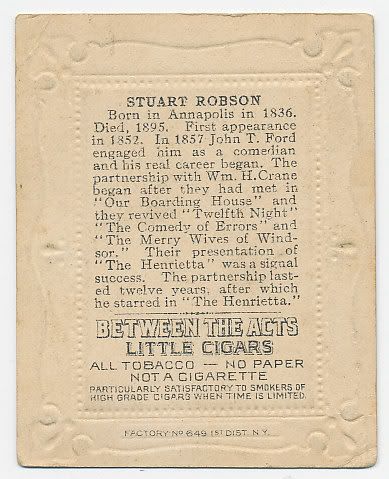 STUART ROBSON
Born in Annapolis in 1836.
Died, 1895. First appearance
in 1852. In 1857 John T. Ford
engaged him as a comedian
and his real career began. The
partnership with Wm. H. Crane
began after they had met in
"Our Boarding House" and
they revived "Twelfth Night"
"The Comedy of Errors" and
"The Merry Wives of Wind-
sor." Their presentation of
"The Henrietta" was a signal
success. The partnership last-
ed twelve years, after which
he starred in "The Henrietta."
BETWEEN THE ACTS
LITTLE CIGARS
ALL TOBACCO — NO PAPER
NOT A CIGARETTE
PARTICULARLY SATISFACTORY TO SMOKERS OF
HIGH GRADE CIGARS WHEN TIME IS LIMITED.
FACTORY No 649 1ST DIST. N.Y.